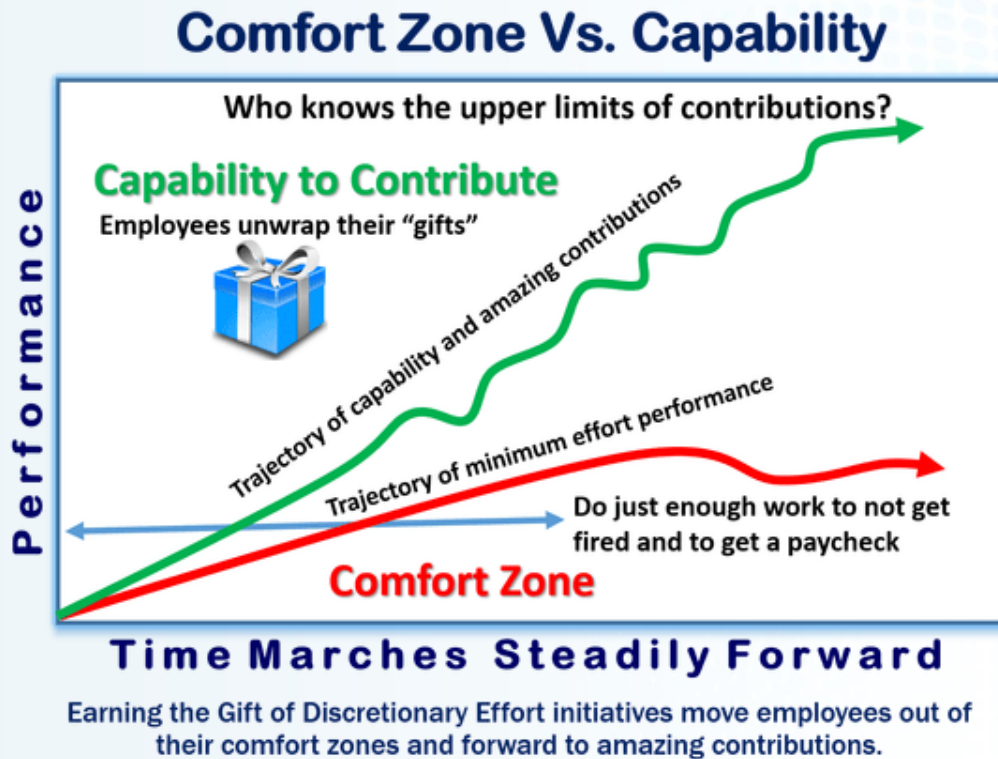 Comfort Zone Vs. Capability
Who knows the upper limits of contributions?
Capability to Contribute
Employees unwrap their “gifts”
Trajectory of capability and amazing contributions
Trajectory of minimum effort performance
Do just enough work to not get
fired and to get a paycheck
Comfort Zone
Performance
Time Marches Steadily Forward
Earning the Gift of Discretionary Effort initiatives move employees out of
their comfort zones and forward to amazing contributions.